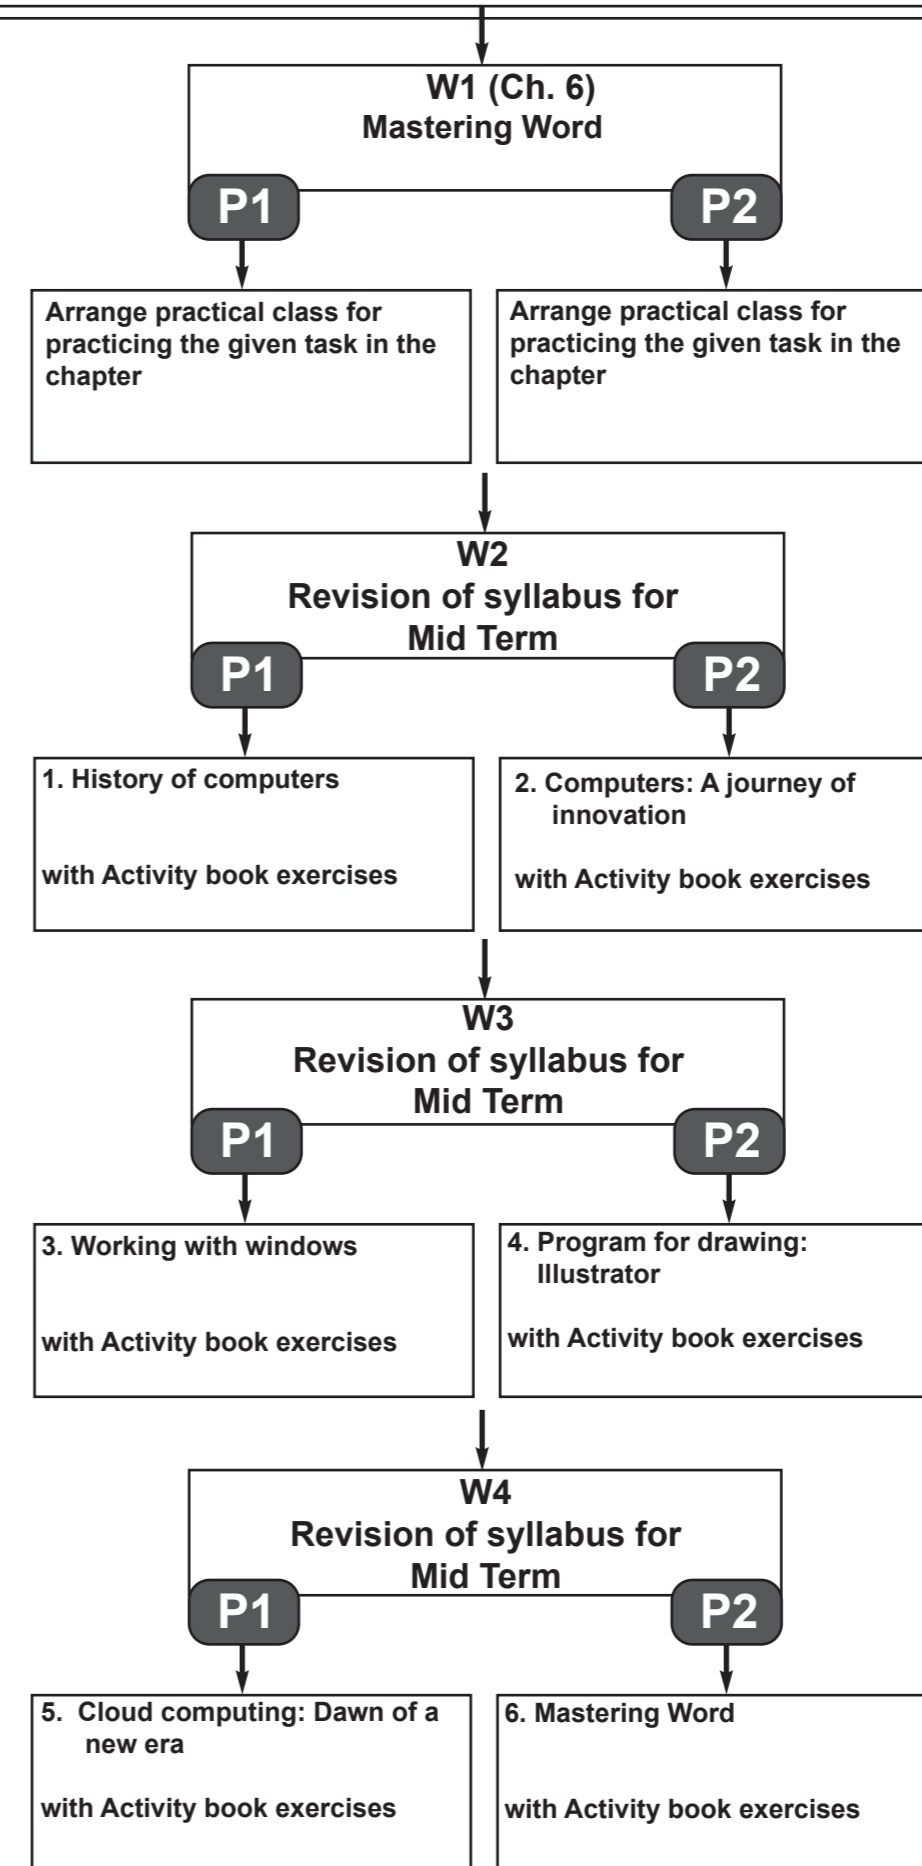 W1 (Ch. 6)
Mastering Word
P1
P2
Arrange practical class for
practicing the given task in the
chapter
Arrange practical class for
practicing the given task in the
chapter
W2
Revision of syllabus for
Mid Term
P1
P2
1. History of computers
with Activity book exercises
2. Computers: A journey of
innovation
with Activity book exercises
W3
Revision of syllabus for
Mid Term
P1
P2
3. Working with windows
with Activity book exercises
4. Program for drawing:
Illustrator
with Activity book exercises
W4
Revision of syllabus for
Mid Term
P1
P2
5. Cloud computing: Dawn of a
new era
with Activity book exercises
6. Mastering Word
with Activity book exercises